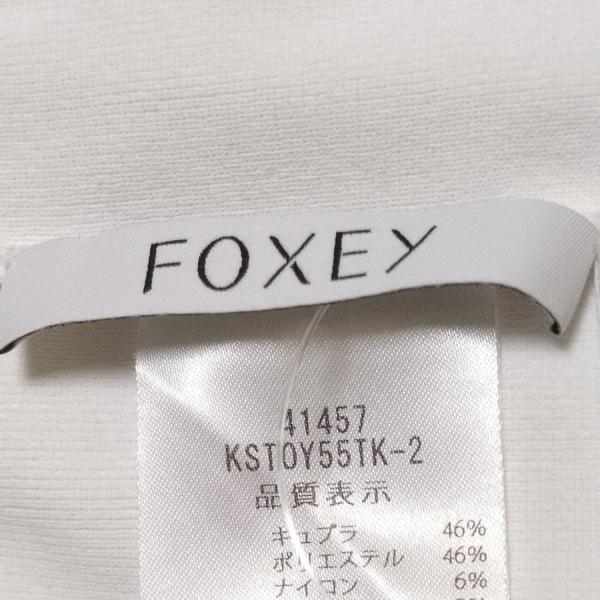 FOXEY
41457
KST0Y55TK-2
品質表示
キュプラ 46%
ポリエステル 46%
ナイロン 6%